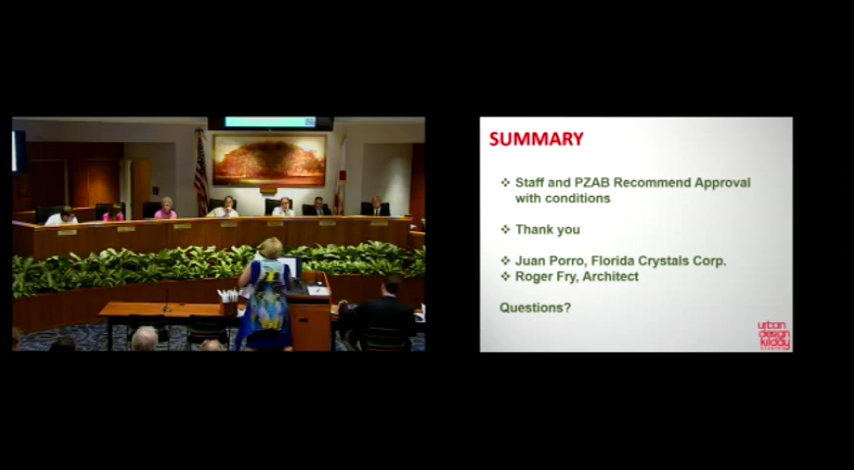 SUMMARY
❖ Staff and PZAB Recommend Approval
with conditions
❖ Thank you
❖ Juan Porro, Florida Crystals Corp.
❖ Roger Fry, Architect
Questions?
urban
design
kilday